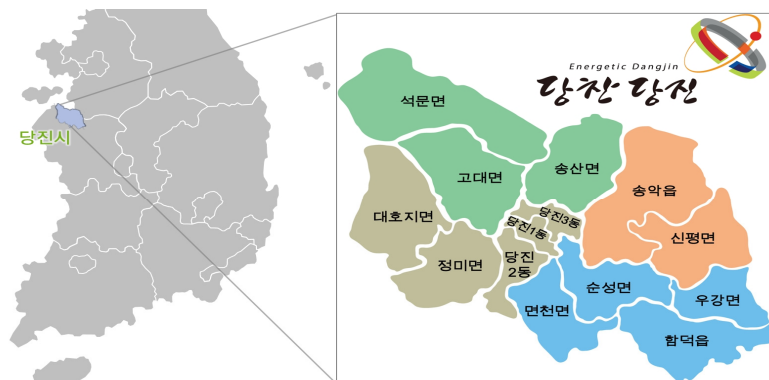 당진시
Energetic Dangjin
당찬 당진
석문면
고대면
송산면
송악읍
대호지면
당진3동
당진1동
신평면
정미면
당진
2동
순성면
우강면
면천면
함덕읍